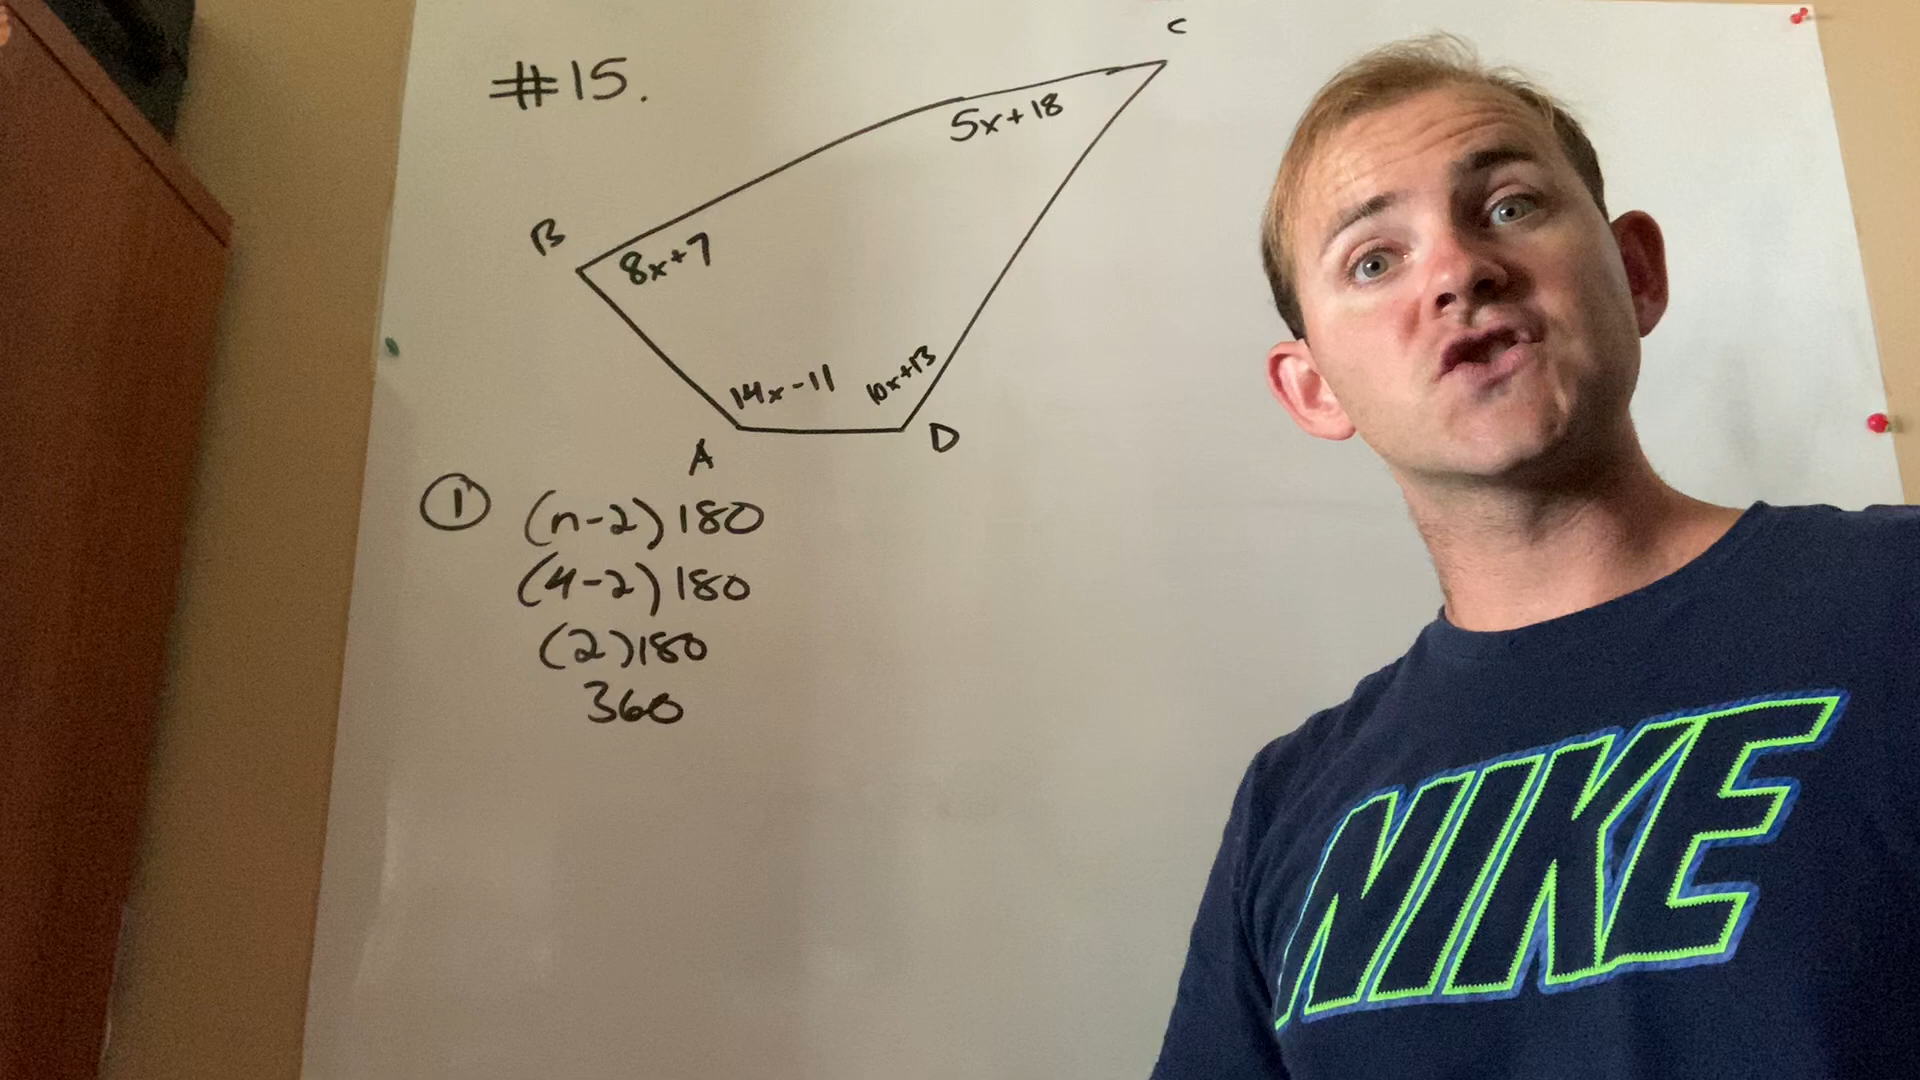 #15.
C
5x+18
B
8x+7
14x-11
10x+13
A
D
① (n-2)180
(4-2)180
(2)180
360
NIKE